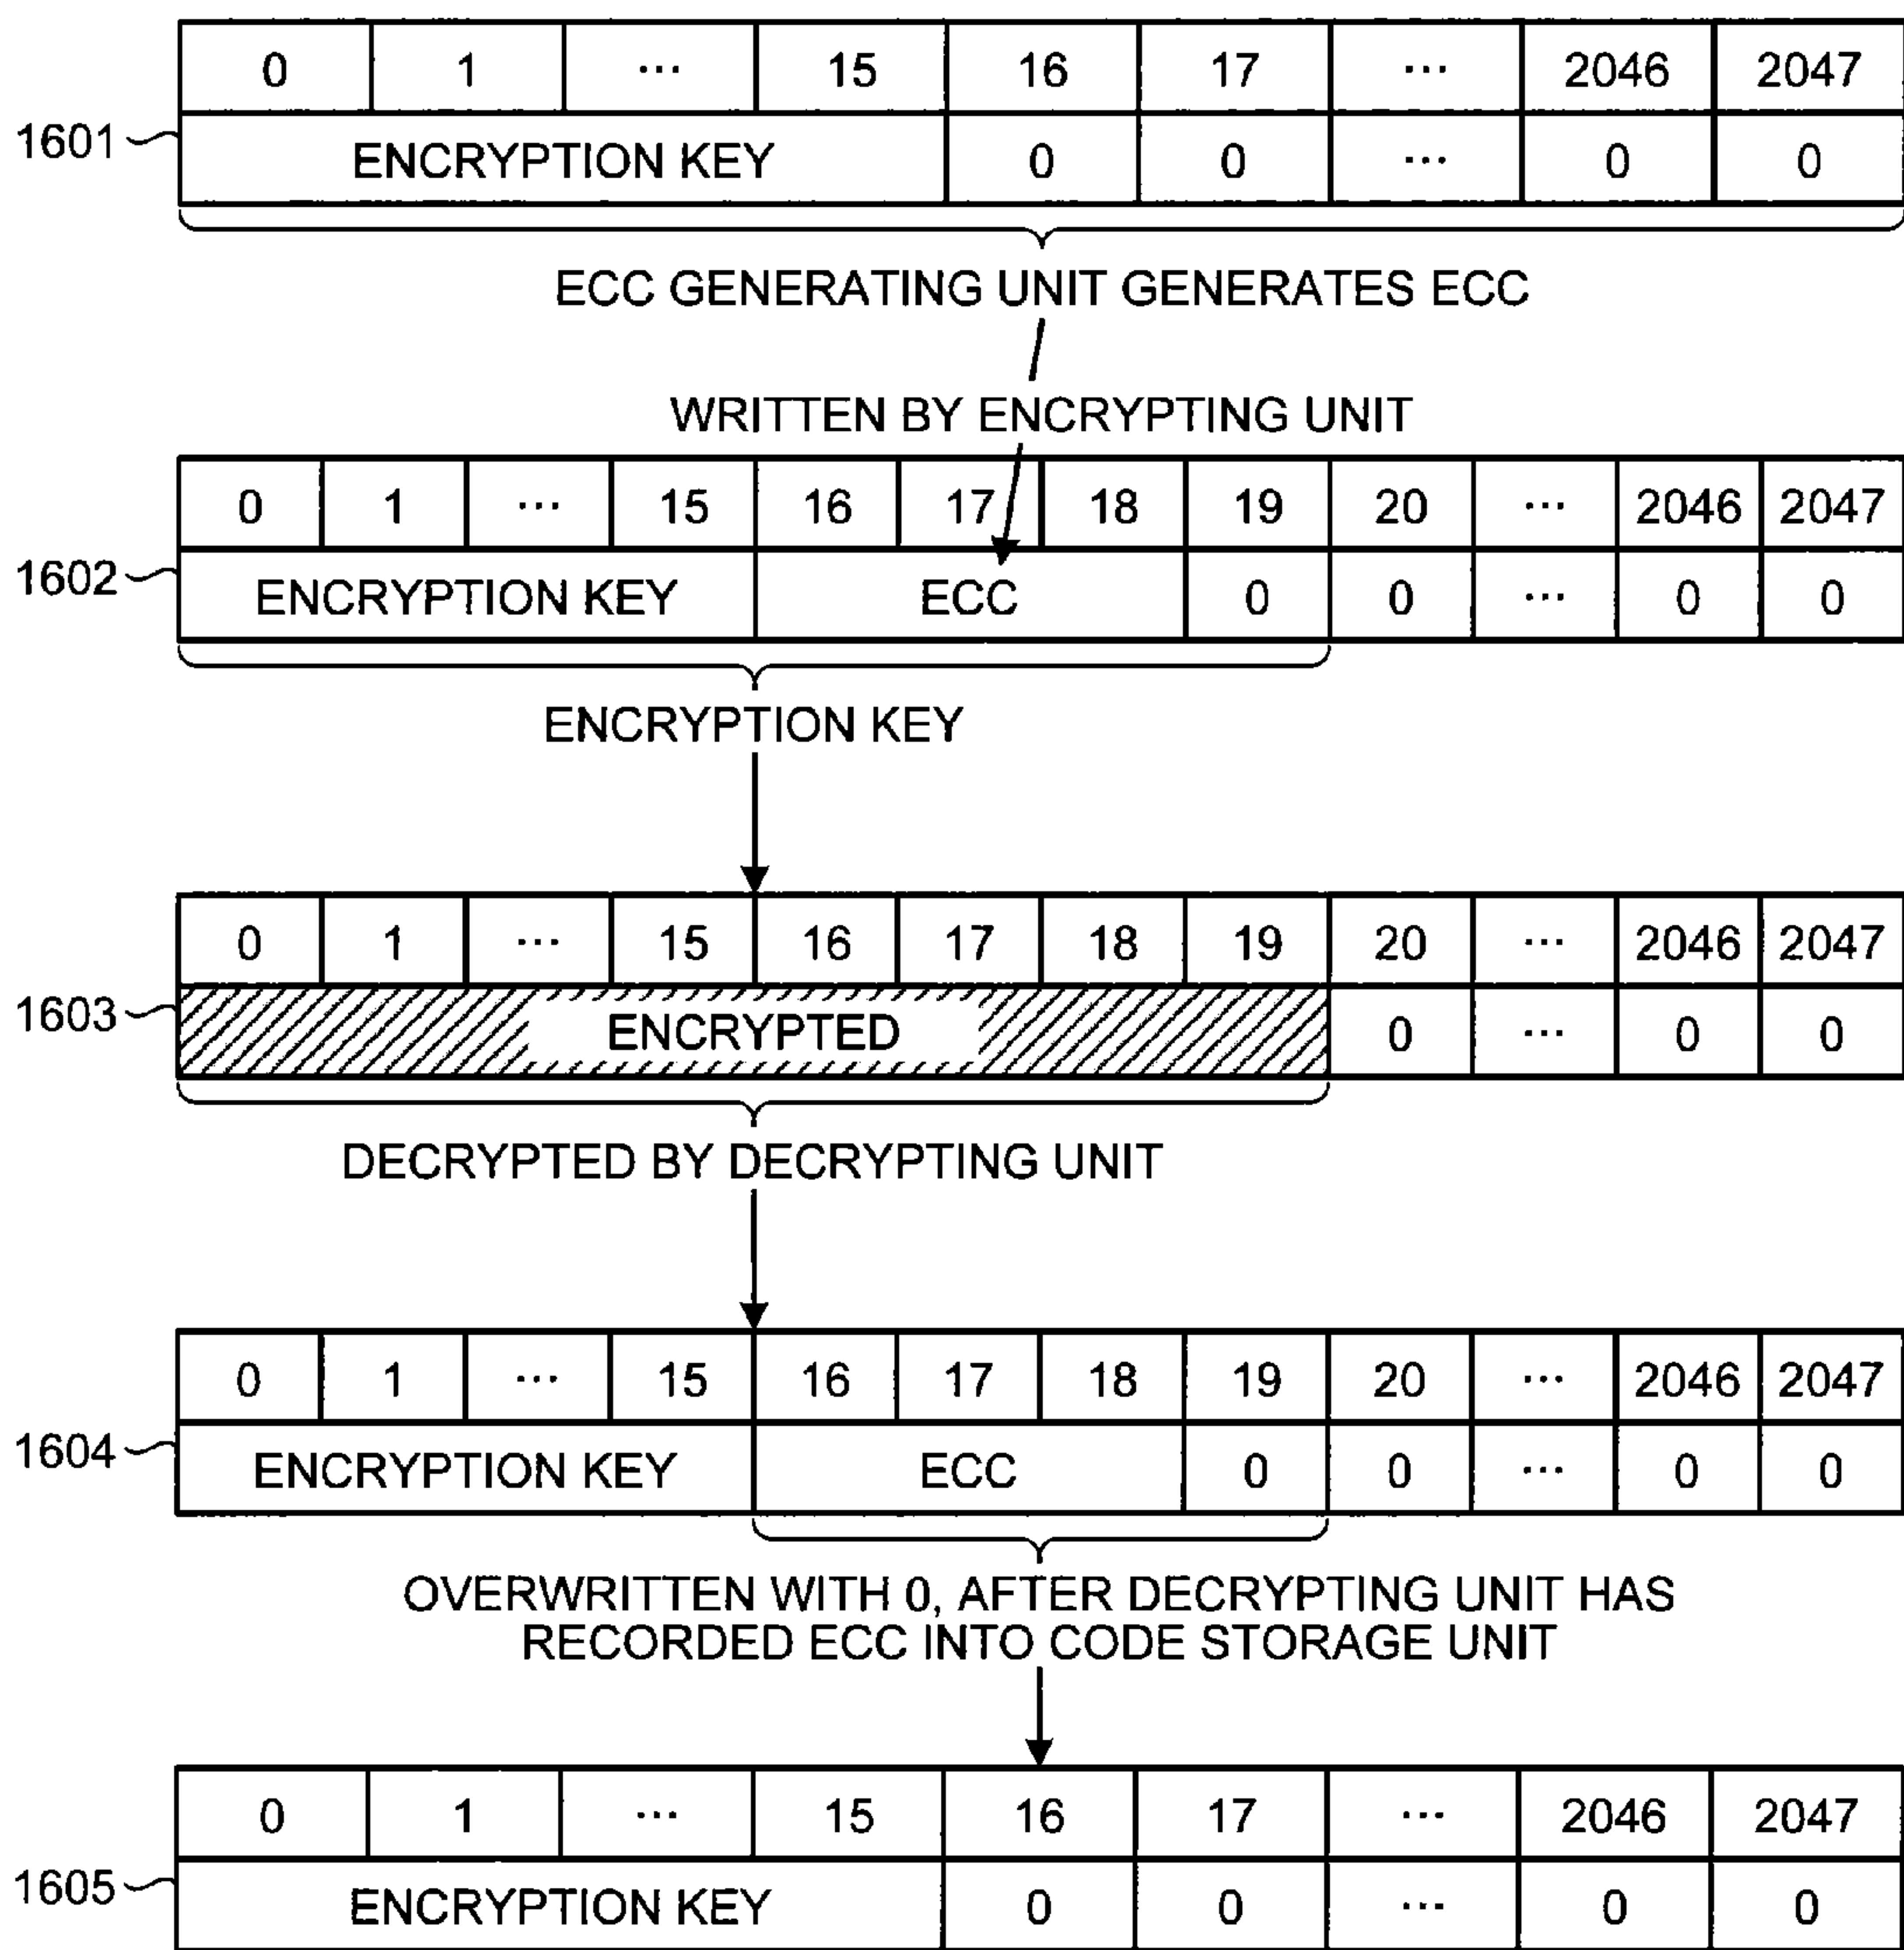 0 1 ... 15 16 17 ... 2046 2047
1601 ENCRYPTION KEY 0 0 ... 0 0
ECC GENERATING UNIT GENERATES ECC
WRITTEN BY ENCRYPTING UNIT
0 1 ... 15 16 17 18 19 20 ... 2046 2047
1602 ENCRYPTION KEY ECC 0 0 ... 0 0
ENCRYPTION KEY
0 1 ... 15 16 17 18 19 20 ... 2046 2047
1603 ENCRYPTED 0 ... 0 0
DECRYPTED BY DECRYPTING UNIT
0 1 ... 15 16 17 18 19 20 ... 2046 2047
1604 ENCRYPTION KEY ECC 0 0 ... 0 0
OVERWRITTEN WITH 0, AFTER DECRYPTING UNIT HAS
RECORDED ECC INTO CODE STORAGE UNIT
0 1 ... 15 16 17 ... 2046 2047
1605 ENCRYPTION KEY 0 0 ... 0 0